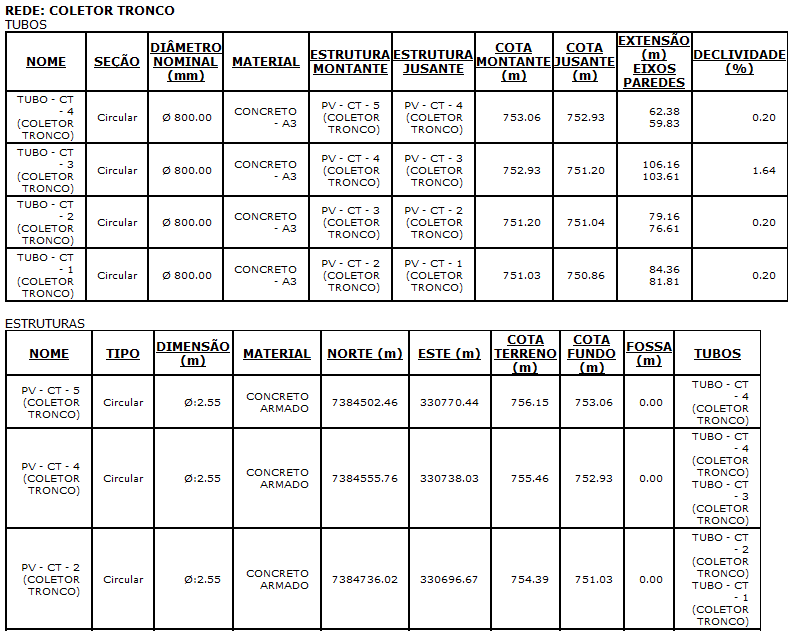 REDE: COLETOR TRONCO
TUBOS
NOME SEÇÃO DIÂMETRO NOMINAL (mm) MATERIAL ESTRUTURA MONTANTE ESTRUTURA JUSANTE COTA MONTANTE (m) COTA JUSANTE (m) EXTENSÃO (m) EIXOS PAREDES DECLIVIDADE (%)
TUBO - CT - 4 (COLETOR TRONCO) Circular Ø 800.00 CONCRETO - A3 PV - CT - 5 (COLETOR TRONCO) PV - CT - 4 (COLETOR TRONCO) 753.06 752.93 62.38 59.83 0.20
TUBO - CT - 3 (COLETOR TRONCO) Circular Ø 800.00 CONCRETO - A3 PV - CT - 4 (COLETOR TRONCO) PV - CT - 3 (COLETOR TRONCO) 752.93 751.20 106.16 103.61 1.64
TUBO - CT - 2 (COLETOR TRONCO) Circular Ø 800.00 CONCRETO - A3 PV - CT - 3 (COLETOR TRONCO) PV - CT - 2 (COLETOR TRONCO) 751.20 751.04 79.16 76.61 0.20
TUBO - CT - 1 (COLETOR TRONCO) Circular Ø 800.00 CONCRETO - A3 PV - CT - 2 (COLETOR TRONCO) PV - CT - 1 (COLETOR TRONCO) 751.03 750.86 84.36 81.81 0.20
ESTRUTURAS
NOME TIPO DIMENSÃO (m) MATERIAL NORTE (m) ESTE (m) COTA TERRENO (m) COTA FUNDO (m) FOSSA (m) TUBOS
PV - CT - 5 (COLETOR TRONCO) Circular Ø:2.55 CONCRETO ARMADO 7384502.46 330770.44 756.15 753.06 0.00 TUBO - CT - 4 (COLETOR TRONCO)
PV - CT - 4 (COLETOR TRONCO) Circular Ø:2.55 CONCRETO ARMADO 7384555.76 330738.03 755.46 752.93 0.00 TUBO - CT - 4 (COLETOR TRONCO) TUBO - CT - 3 (COLETOR TRONCO)
PV - CT - 2 (COLETOR TRONCO) Circular Ø:2.55 CONCRETO ARMADO 7384736.02 330696.67 754.39 751.03 0.00 TUBO - CT - 2 (COLETOR TRONCO) TUBO - CT - 1 (COLETOR TRONCO)